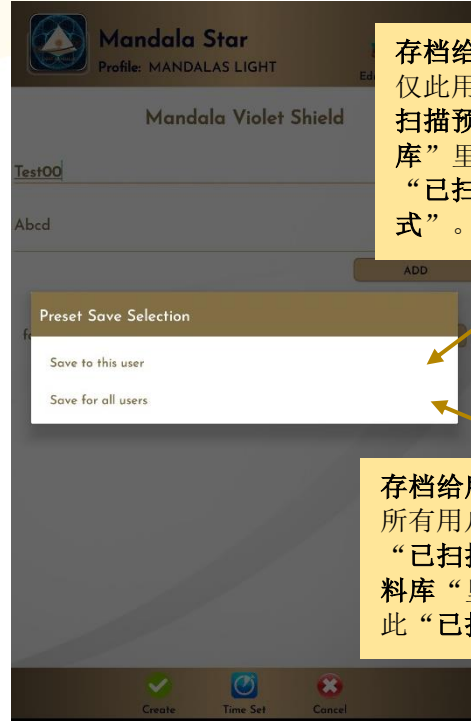 Mandala Star
Profile: MANDALAS LIGHT
Ed
Mandala Violet Shield
Test00
Abcd
ADD
Preset Save Selection
Save to this user
Save for all users
存档给
仅此用
扫描预
库”里
“已扫
式”。
存档给
所有用
“已扫
料库“
此“已
Create
Time Set
Cancel